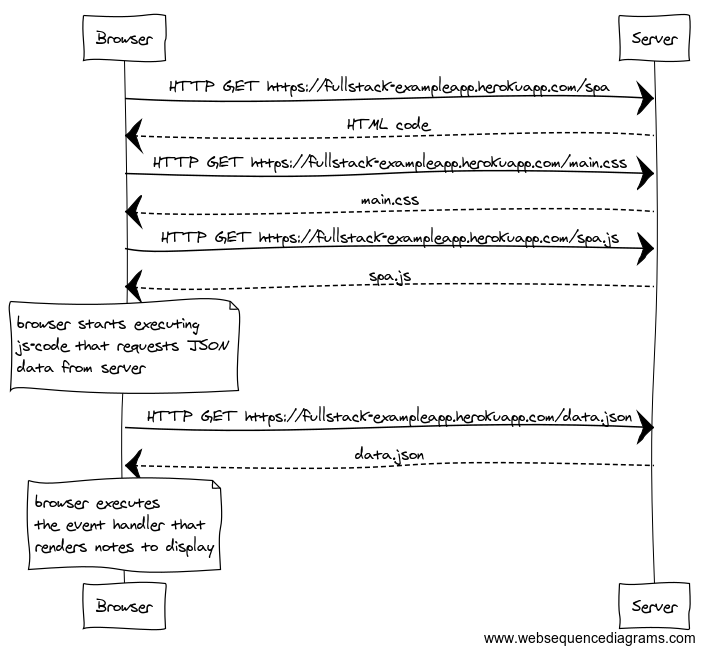 Browser
Server
HTTP GET https://fullstack-exampleapp.herokuapp.com/spa
HTML code
HTTP GET https://fullstack-exampleapp.herokuapp.com/main.css
main.css
HTTP GET https://fullstack-exampleapp.herokuapp.com/spa.js
spa.js
browser starts executing
js-code that requests JSON
data from server
HTTP GET https://fullstack-exampleapp.herokuapp.com/data.json
data.json
browser executes
the event handler that
renders notes to display
Browser
Server
www.websequencediagrams.com